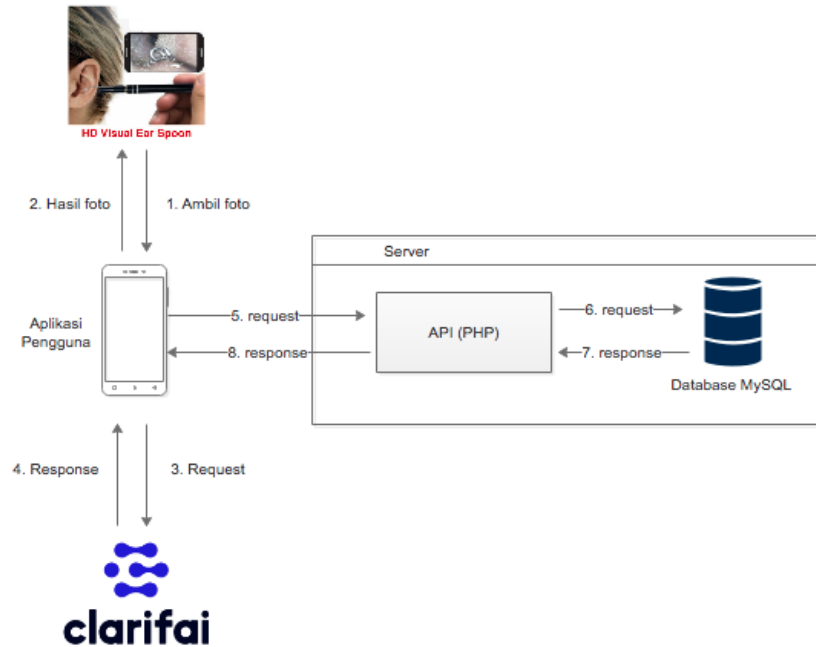 HD Visual Ear Spoon
2. Hasil foto
1. Ambil foto
Server
Aplikasi
Pengguna
5. request
8. response
API (PHP)
6. request
7. response
Database MySQL
4. Response
3. Request
clarifai